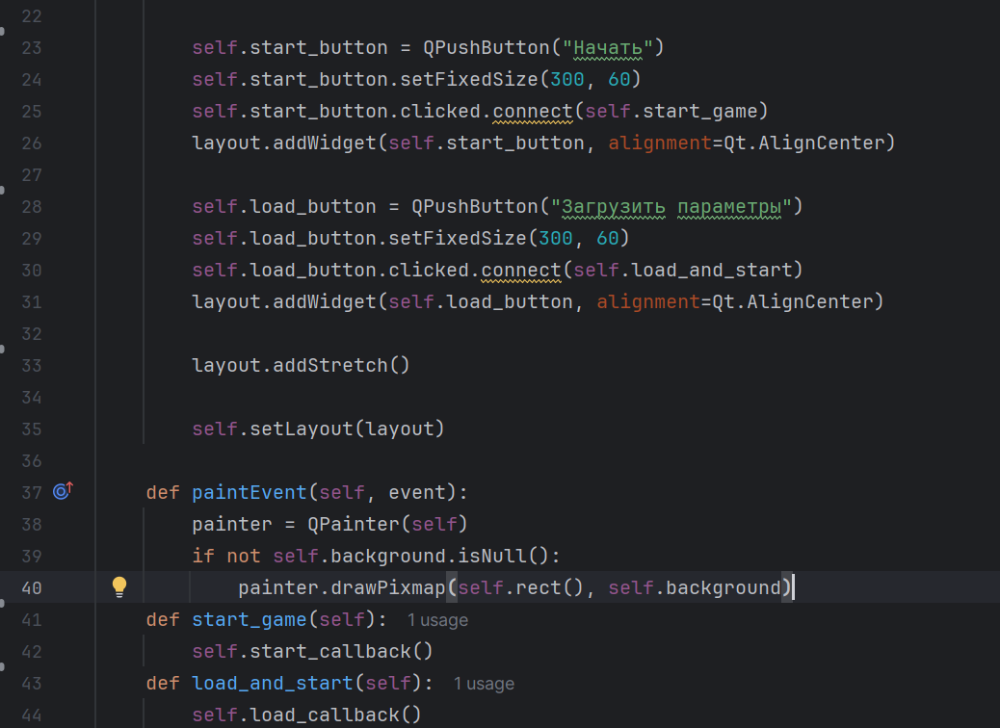 22
23 self.start_button = QPushButton("Начать")
24 self.start_button.setFixedSize(300, 60)
25 self.start_button.clicked.connect(self.start_game)
26 layout.addWidget(self.start_button, alignment=Qt.AlignCenter)
27
28 self.load_button = QPushButton("Загрузить параметры")
29 self.load_button.setFixedSize(300, 60)
30 self.load_button.clicked.connect(self.load_and_start)
31 layout.addWidget(self.load_button, alignment=Qt.AlignCenter)
32
33 layout.addStretch()
34
35 self.setLayout(layout)
36
37 def paintEvent(self, event):
38 painter = QPainter(self)
39 if not self.background.isNull():
40 painter.drawPixmap(self.rect(), self.background)
41 def start_game(self): 1 usage
42 self.start_callback()
43 def load_and_start(self): 1 usage
44 self.load_callback()